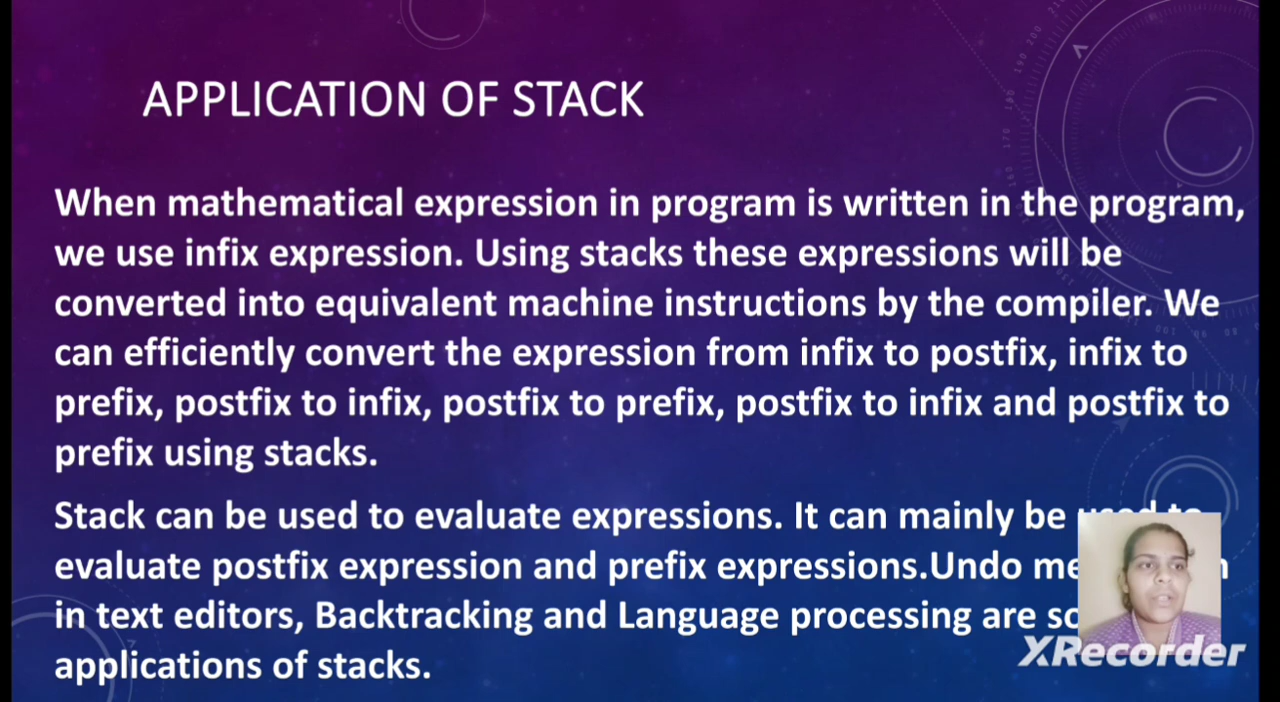 APPLICATION OF STACK
When mathematical expression in program is written in the program,
we use infix expression. Using stacks these expressions will be
converted into equivalent machine instructions by the compiler. We
can efficiently convert the expression from infix to postfix, infix to
prefix, postfix to infix, postfix to prefix, postfix to infix and postfix to
prefix using stacks.
Stack can be used to evaluate expressions. It can mainly be used to
evaluate postfix expression and prefix expressions.Undo
in text editors, Backtracking and Language processing are
applications of stacks.
XRecorder